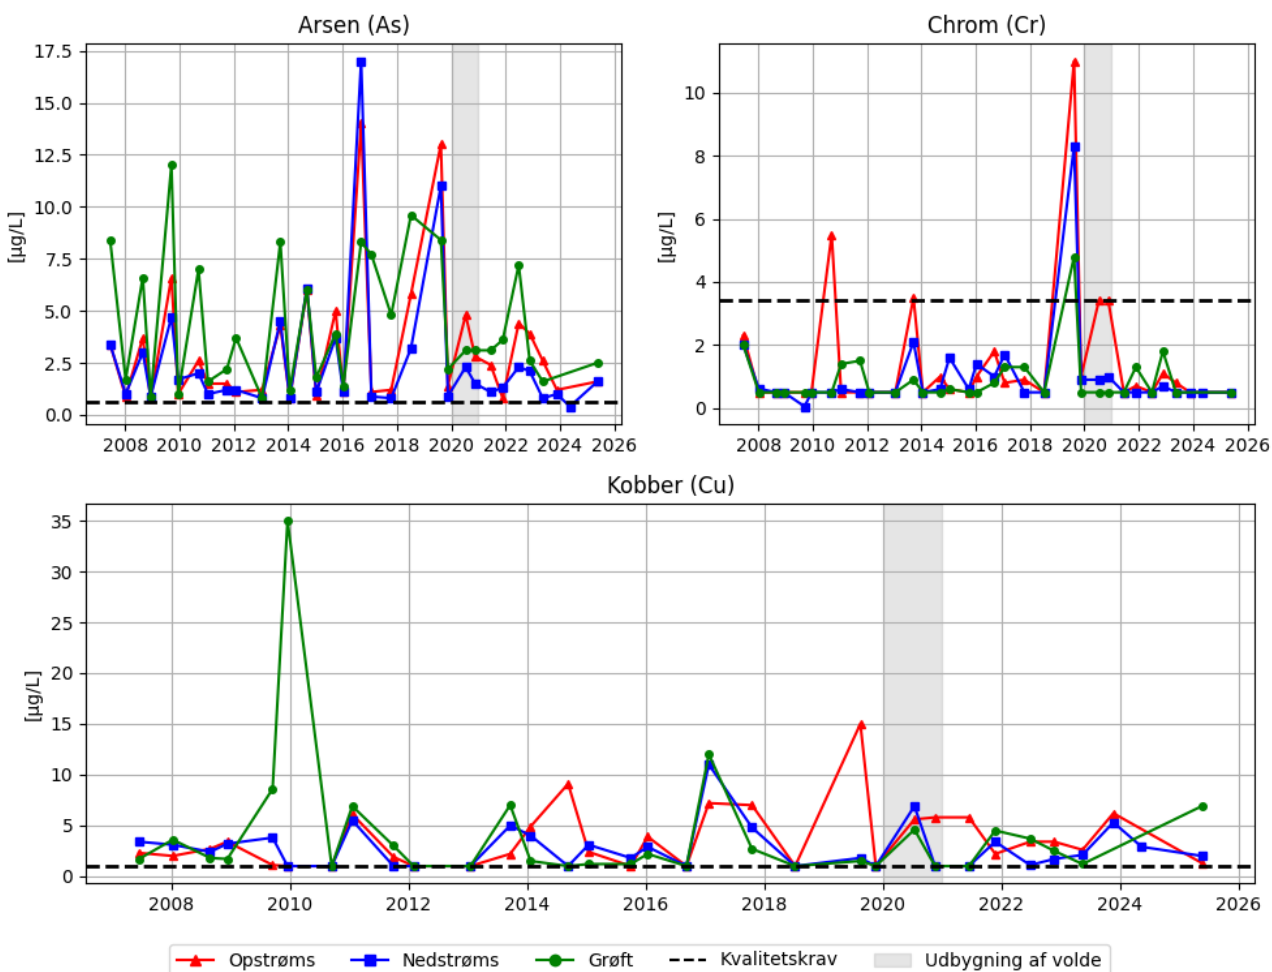 Arsen (As)
17.5
15.0
12.5
10.0
7.5
5.0
2.5
0.0
[µg/L]
2008 2010 2012 2014 2016 2018 2020 2022 2024 2026
Chrom (Cr)
10
8
6
4
2
0
[µg/L]
2008 2010 2012 2014 2016 2018 2020 2022 2024 2026
Kobber (Cu)
35
30
25
20
15
10
5
0
[µg/L]
2008 2010 2012 2014 2016 2018 2020 2022 2024 2026
Opstrøms Nedstrøms Grøft Kvalitetskrav Udbygning af volde